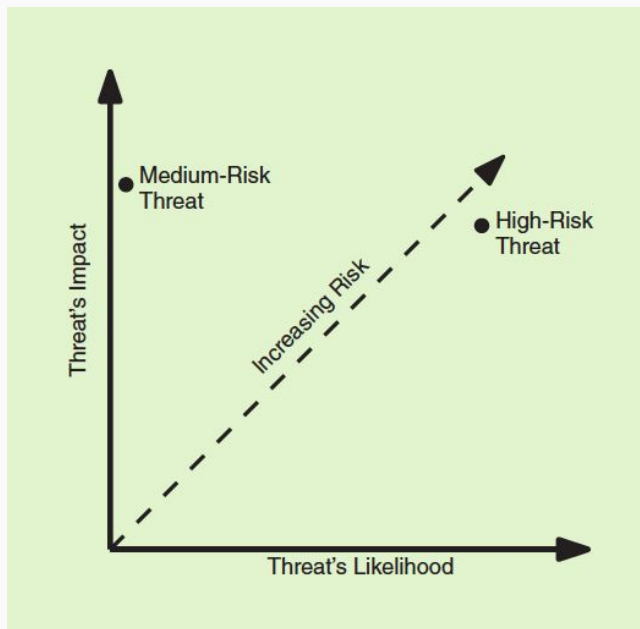 Medium-Risk
Threat
High-Risk
Threat
Increasing Risk
Threat's Impact
Threat's Likelihood